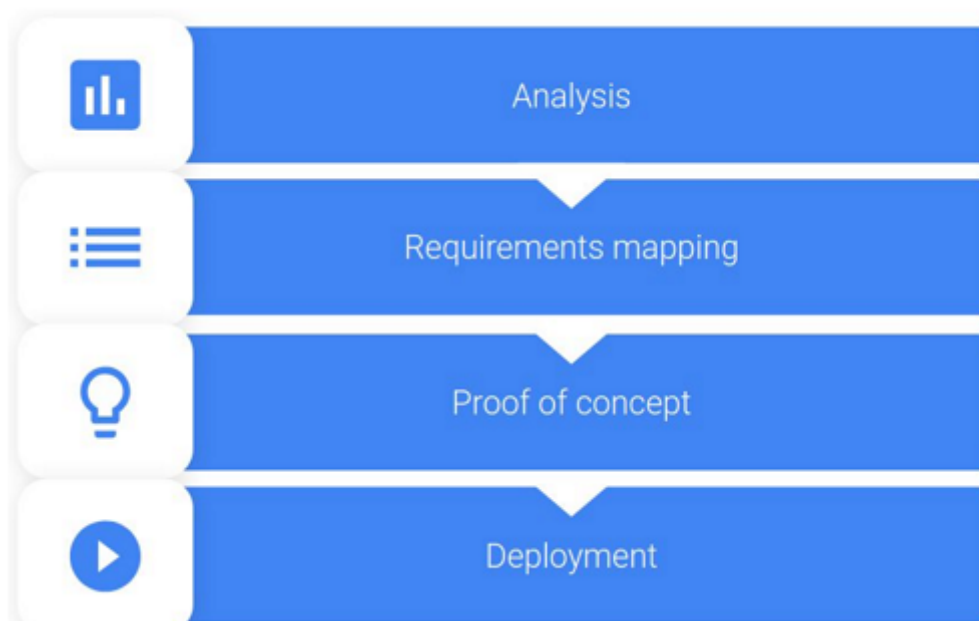 Analysis
Requirements mapping
Proof of concept
Deployment